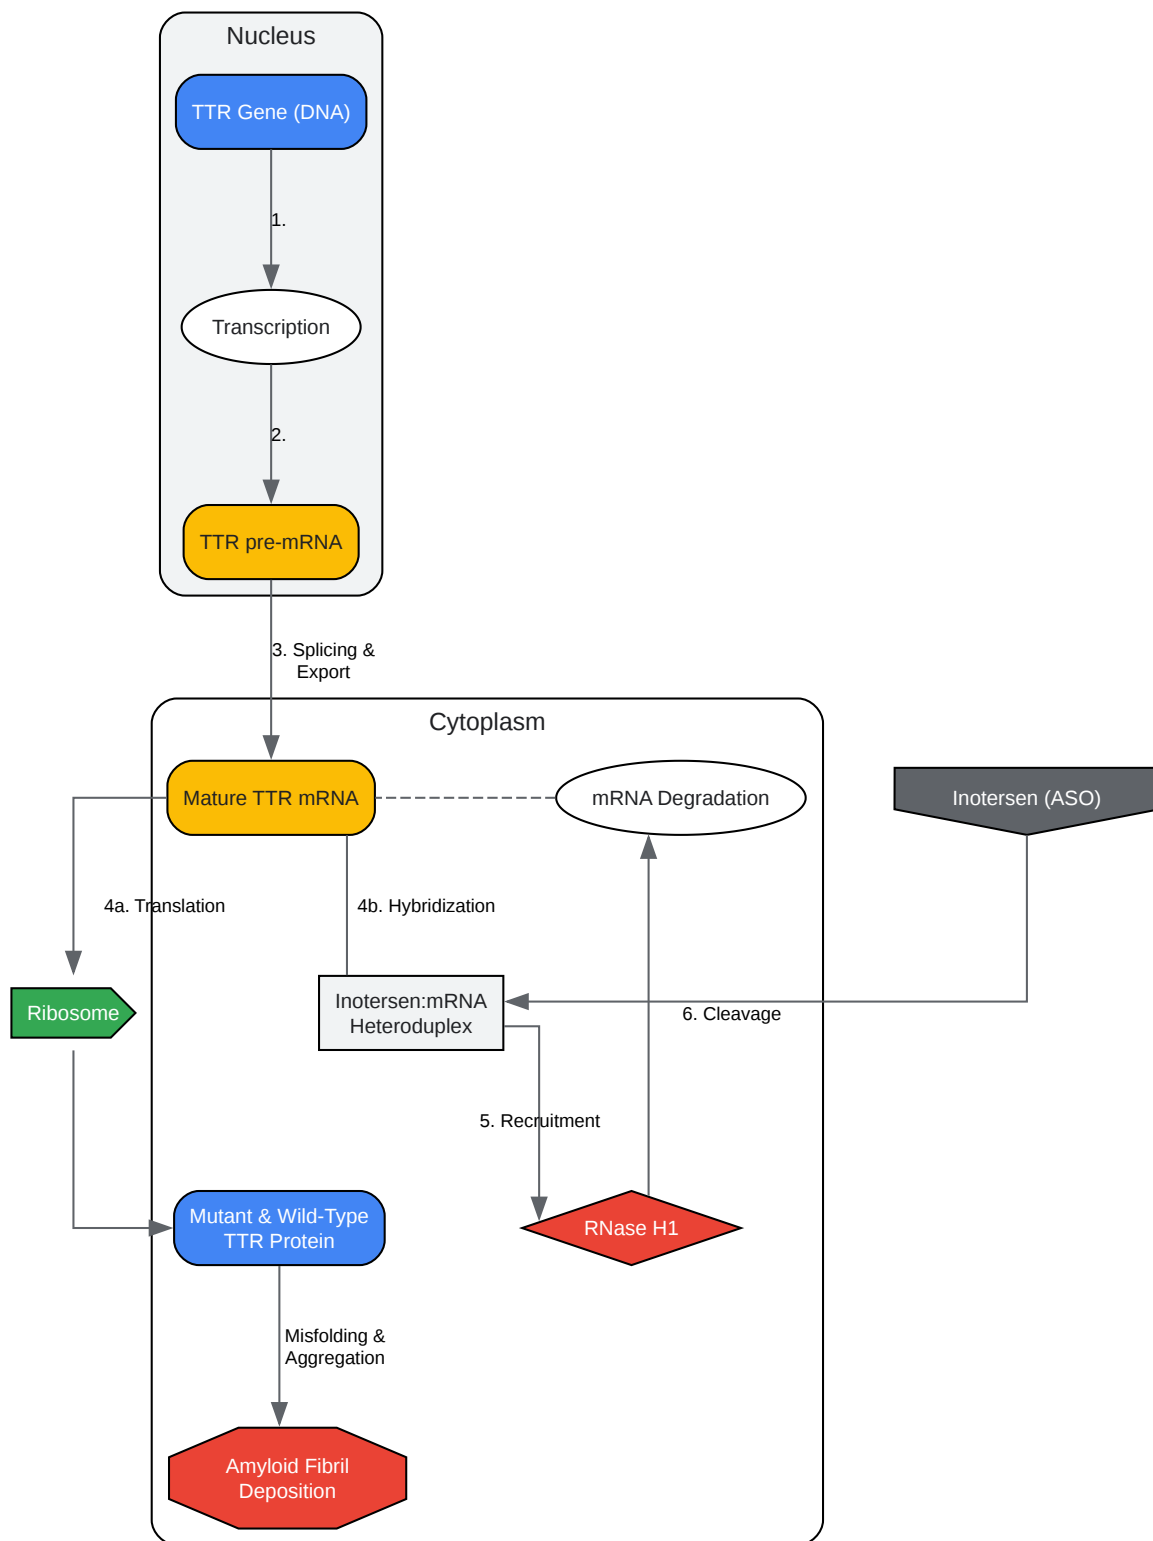 Nucleus
TTR Gene (DNA)
1.
Transcription
2.
TTR pre-mRNA
3. Splicing &
Export
Cytoplasm
Mature TTR mRNA
mRNA Degradation
Inotersen (ASO)
4a. Translation
4b. Hybridization
Ribosome
Inotersen:mRNA
Heteroduplex
6. Cleavage
5. Recruitment
Mutant & Wild-Type
TTR Protein
RNase H1
Misfolding &
Aggregation
Amyloid Fibril
Deposition